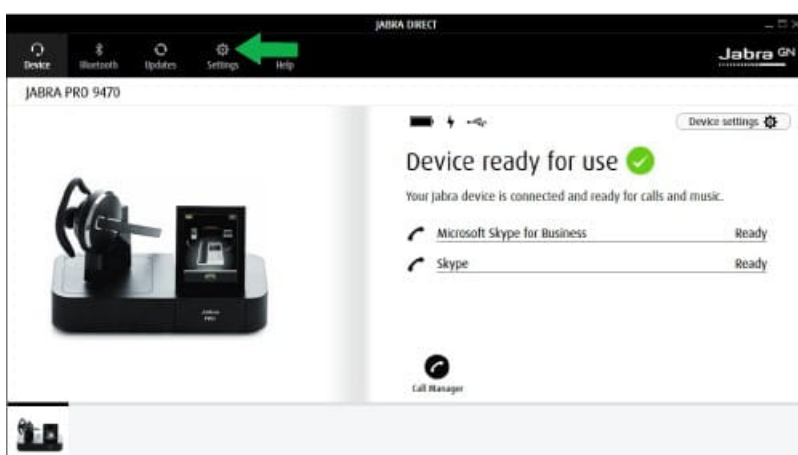 JABRA DIRECT
Device
Bluetooth
Updates
Settings
Help
Jabra GN
JABRA PRO 9470
Device settings
Device ready for use
Your Jabra device is connected and ready for calls and music.
Microsoft Skype for Business Ready
Skype Ready
Jabra
PRO
Call Manager